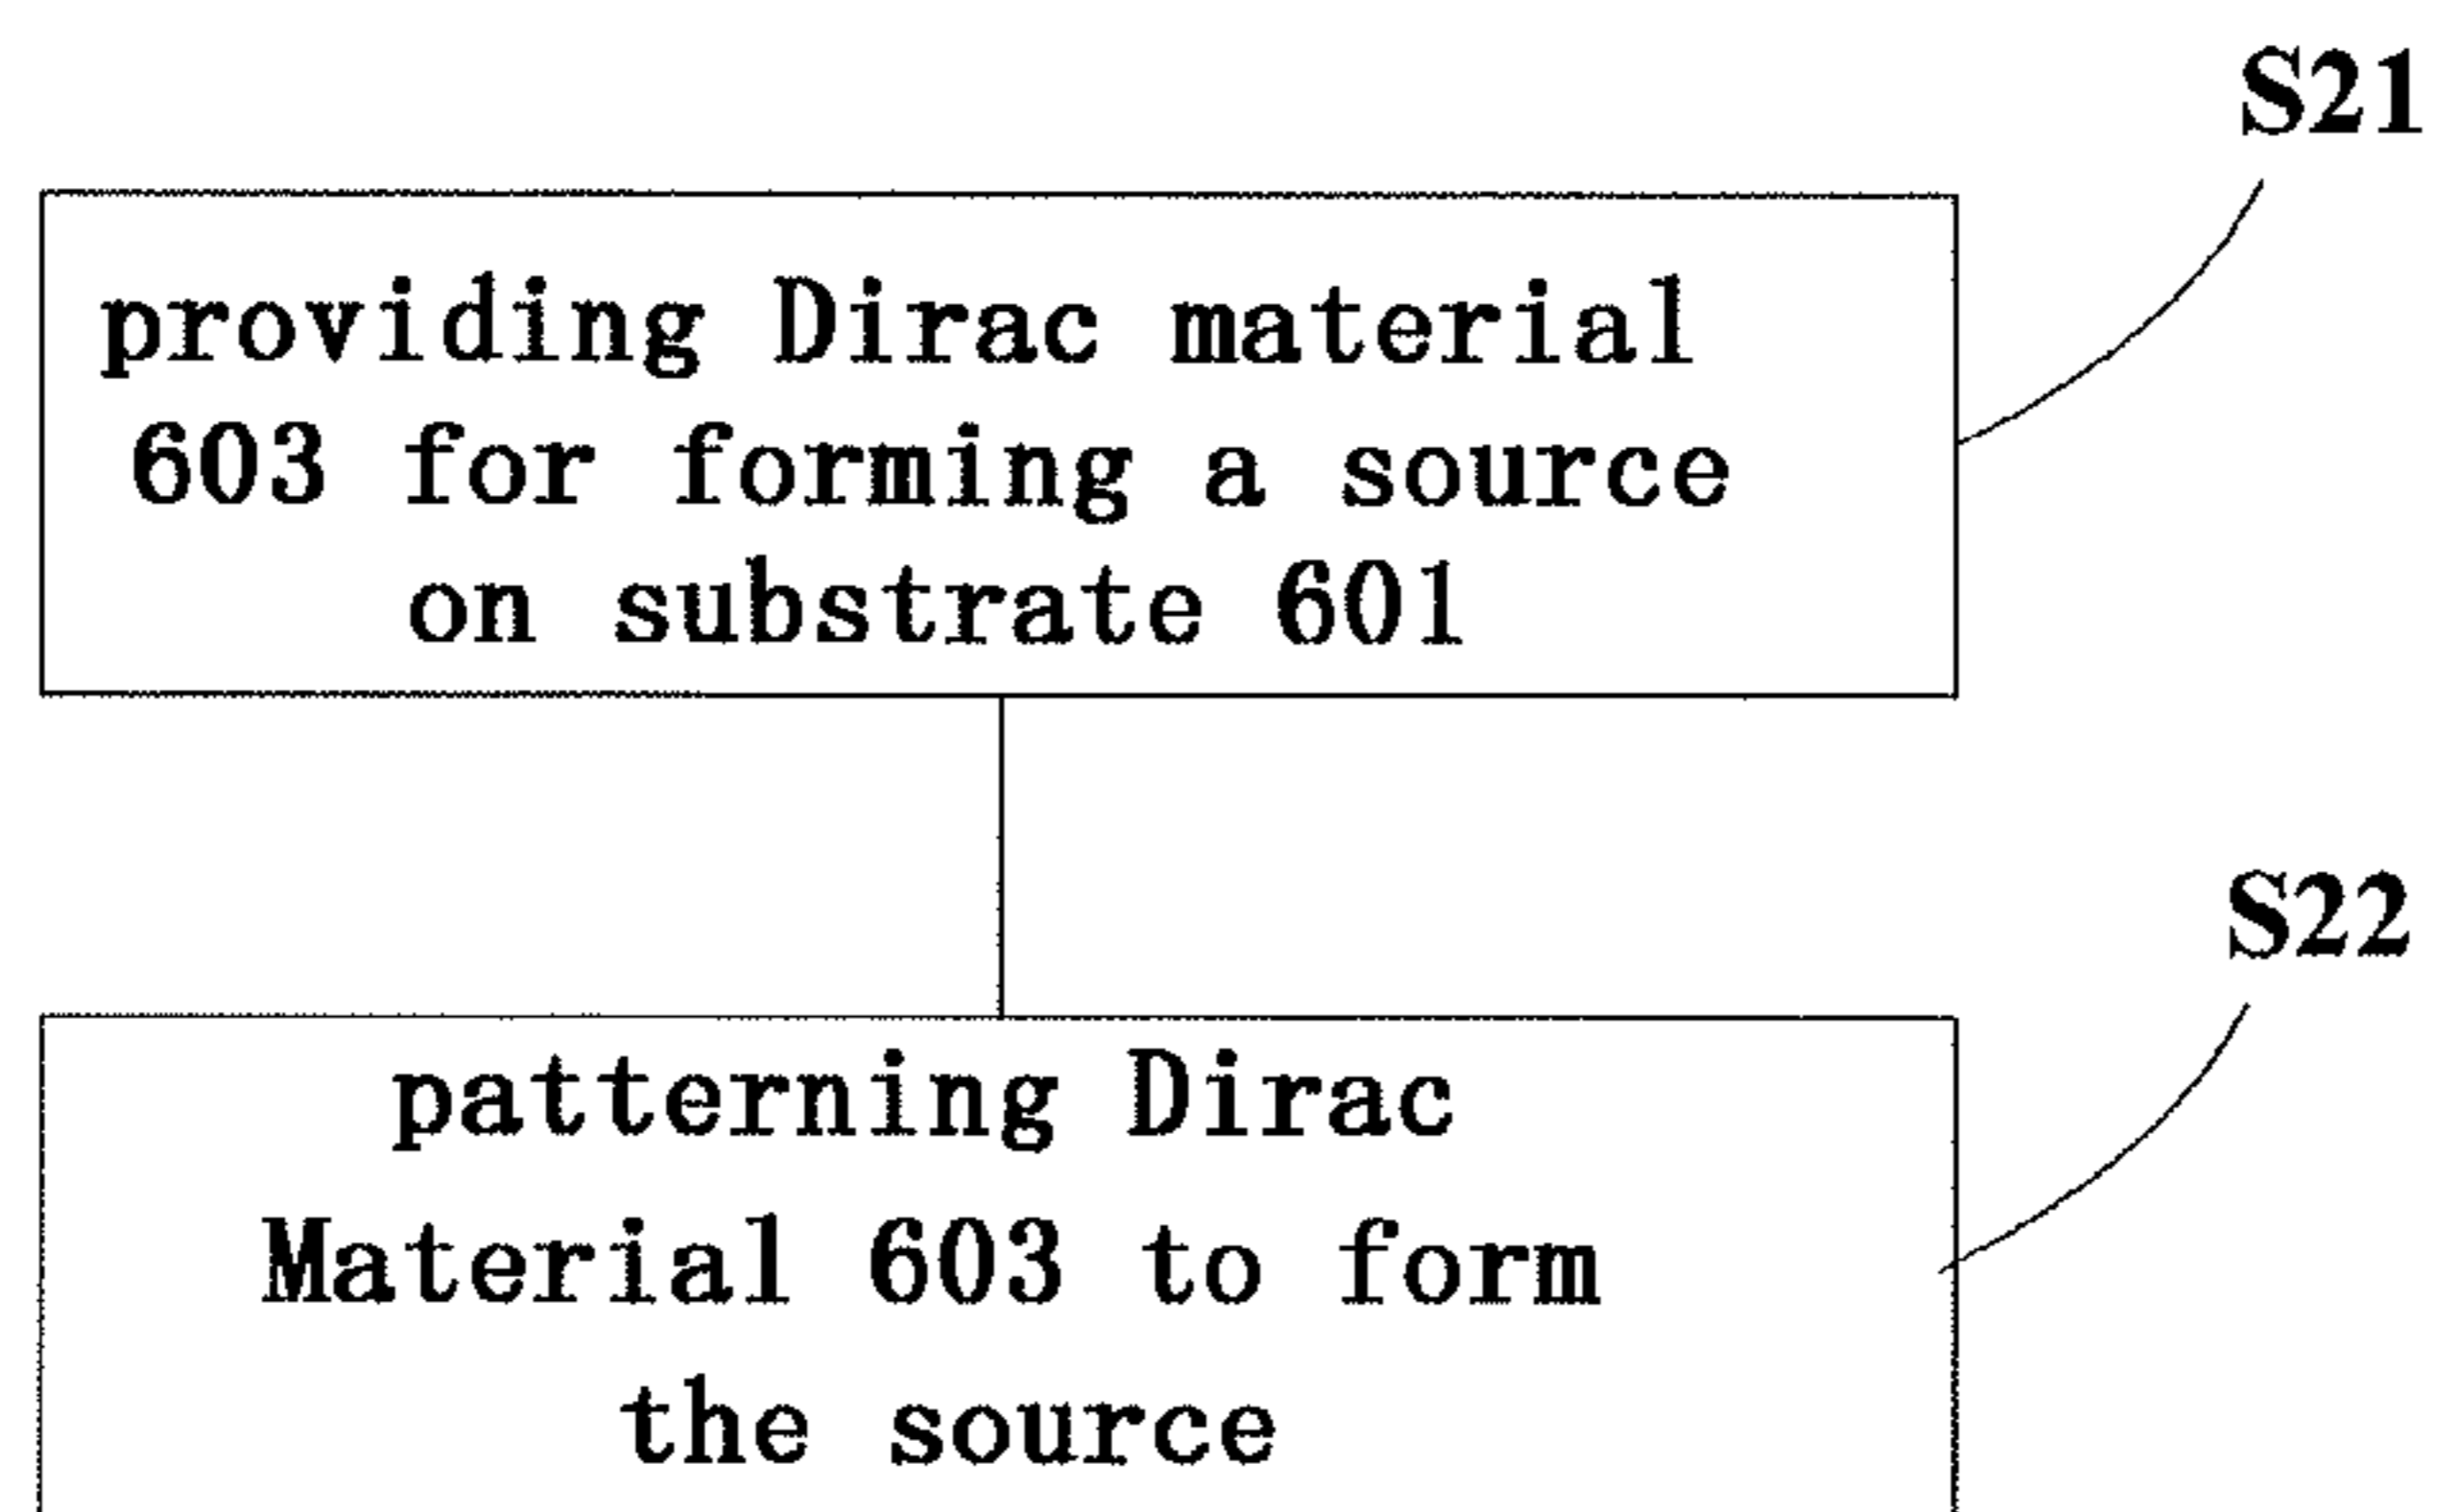 S21
providing Dirac material
603 for forming a source
on substrate 601
S22
patterning Dirac
Material 603 to form
the source